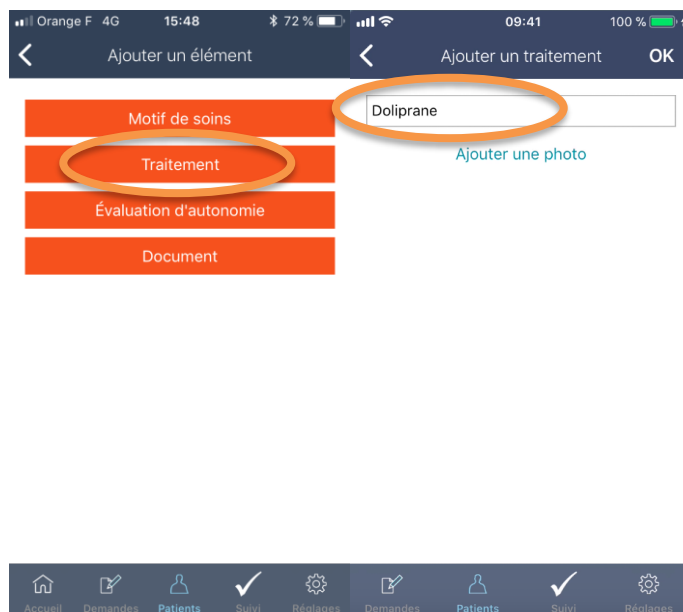 Orange F 4G 15:48 72 %
Ajouter un élément
Motif de soins
Traitement
Évaluation d'autonomie
Document
Accueil Demandes Patients Suivi Réglages
09:41 100 %
Ajouter un traitement OK
Doliprane
Ajouter une photo
Demandes Patients Suivi Réglages